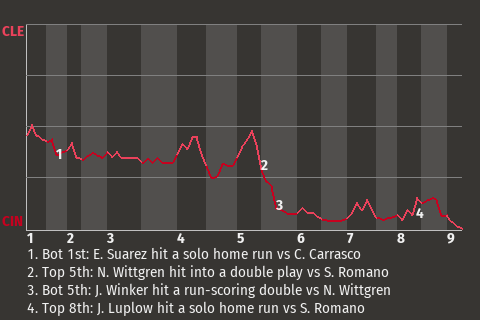 CLE
1
2
3
4
CIN
1 2 3 4 5 6 7 8 9
1. Bot 1st: E. Suarez hit a solo home run vs C. Carrasco
2. Top 5th: N. Wittgren hit into a double play vs S. Romano
3. Bot 5th: J. Winker hit a run-scoring double vs N. Wittgren
4. Top 8th: J. Luplow hit a solo home run vs S. Romano